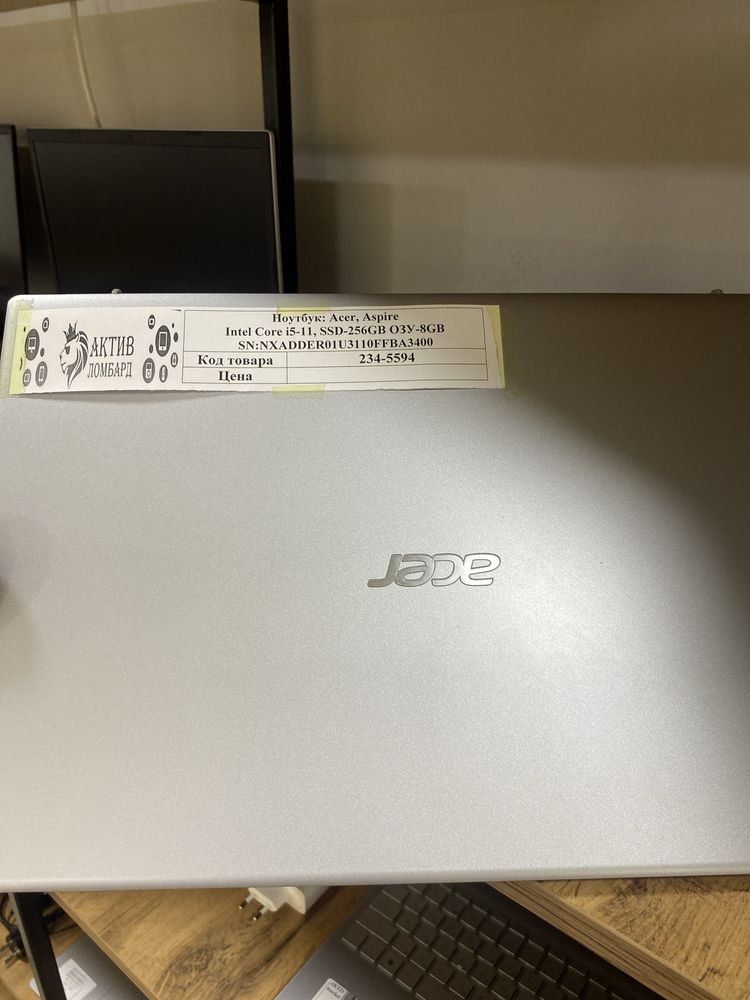 АКТИВ
ЛОМБАРД
Ноутбук: Acer, Aspire
Intel Core i5-11, SSD-256GB ОЗУ-8GB
SN:NXADDER01U3110FFBA3400
Код товара 234-5594
Цена
acer